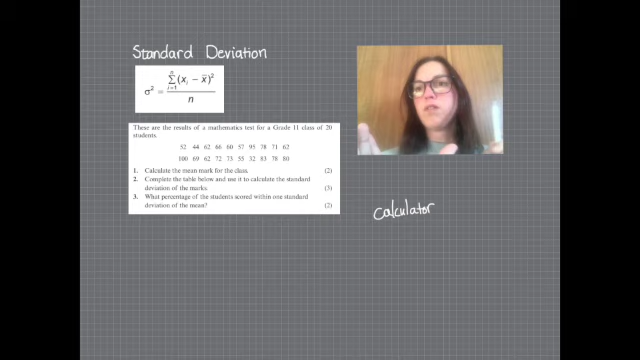 Standard Deviation
σ² = n∑i=1 (xᵢ − x̄)² / n
These are the results of a mathematics test for a Grade 11 class of 20
students.
52 44 62 66 60 57 95 78 71 62
100 69 62 72 73 55 32 83 78 80
1. Calculate the mean mark for the class. (2)
2. Complete the table below and use it to calculate the standard
deviation of the marks. (3)
3. What percentage of the students scored within one standard
deviation of the mean? (2)
calculator